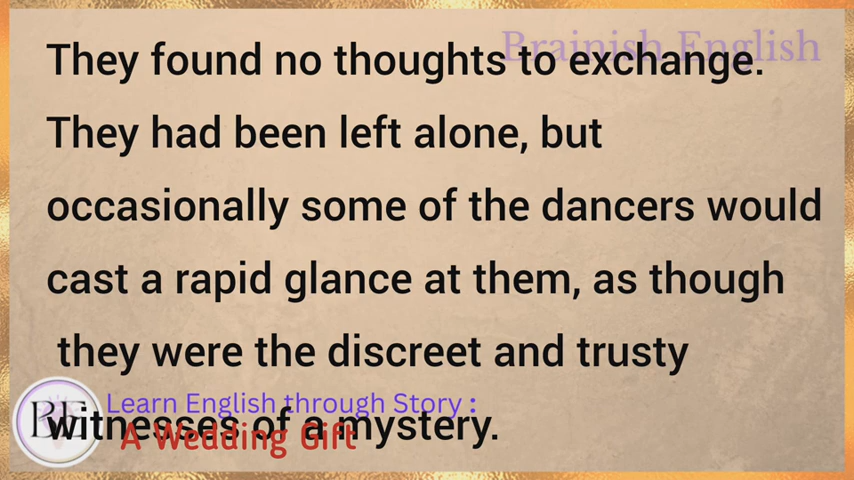 Brainish English
They found no thoughts to exchange.
They had been left alone, but
occasionally some of the dancers would
cast a rapid glance at them, as though
they were the discreet and trusty
witnesses of a mystery.
BE
Learn English through Story :
A Wedding Gift